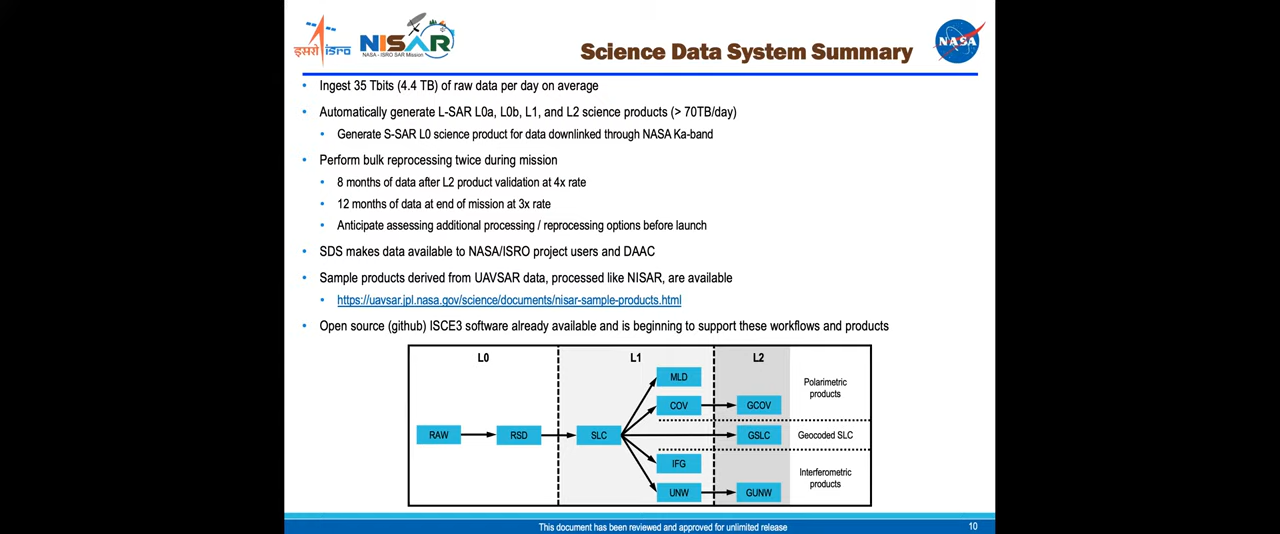 इसरो isro
NISAR
NASA - ISRO SAR Mission
Science Data System Summary
NASA
• Ingest 35 Tbits (4.4 TB) of raw data per day on average
• Automatically generate L-SAR L0a, L0b, L1, and L2 science products (> 70TB/day)
• Generate S-SAR L0 science product for data downlinked through NASA Ka-band
• Perform bulk reprocessing twice during mission
• 8 months of data after L2 product validation at 4x rate
• 12 months of data at end of mission at 3x rate
• Anticipate assessing additional processing / reprocessing options before launch
• SDS makes data available to NASA/ISRO project users and DAAC
• Sample products derived from UAVSAR data, processed like NISAR, are available
• https://uavsar.jpl.nasa.gov/science/documents/nisar-sample-products.html
• Open source (github) ISCE3 software already available and is beginning to support these workflows and products
L0 L1 L2
MLD
Polarimetric
products
COV GCOV
RAW RSD SLC GSLC Geocoded SLC
IFG
Interferometric
products
UNW GUNW
This document has been reviewed and approved for unlimited release
10